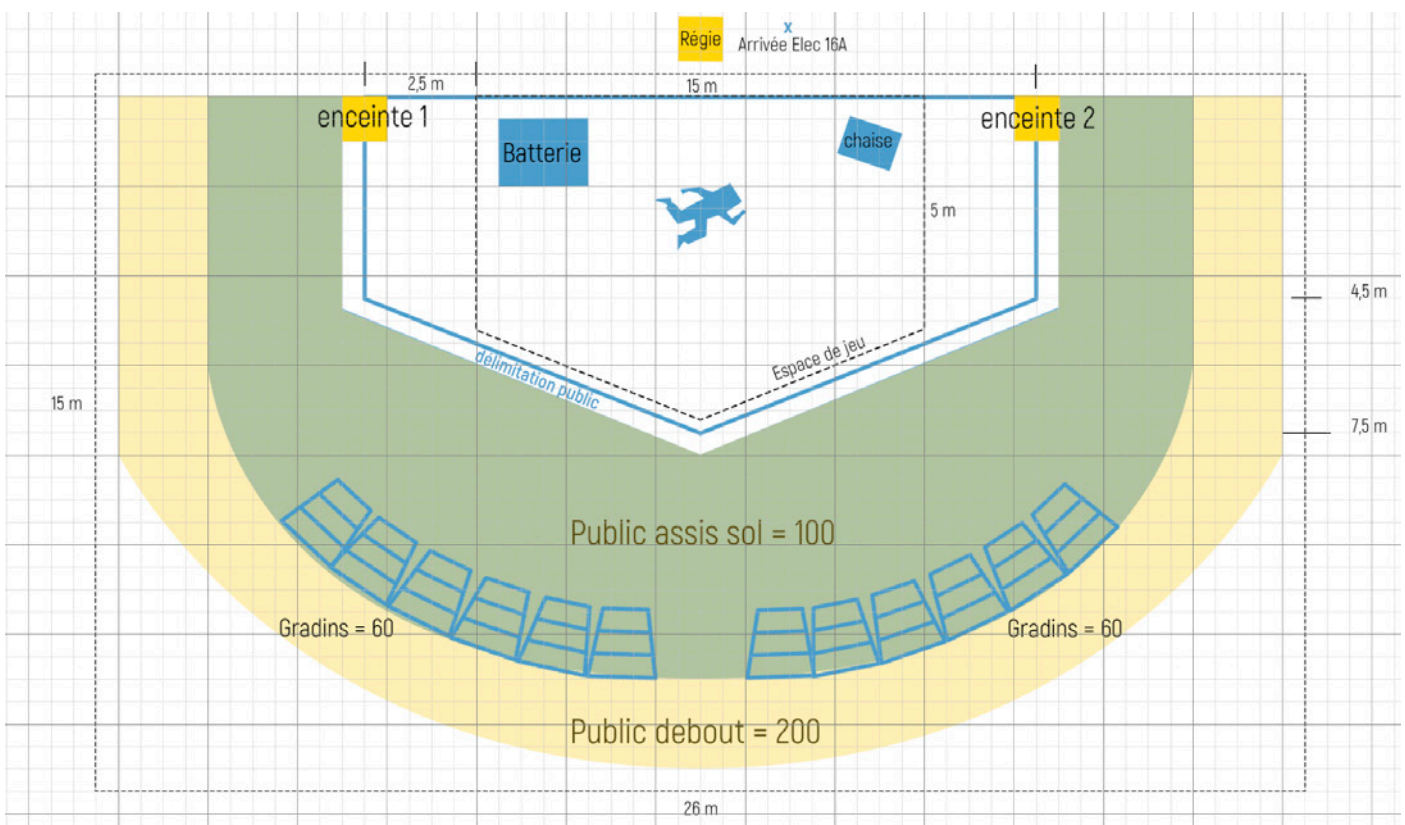 Régie
x
Arrivée Elec 16A
2,5 m
15 m
enceinte 1
enceinte 2
Batterie
chaise
5 m
4,5 m
Espace de jeu
délimitation public
15 m
7,5 m
Public assis sol = 100
Gradins = 60
Gradins = 60
Public debout = 200
26 m